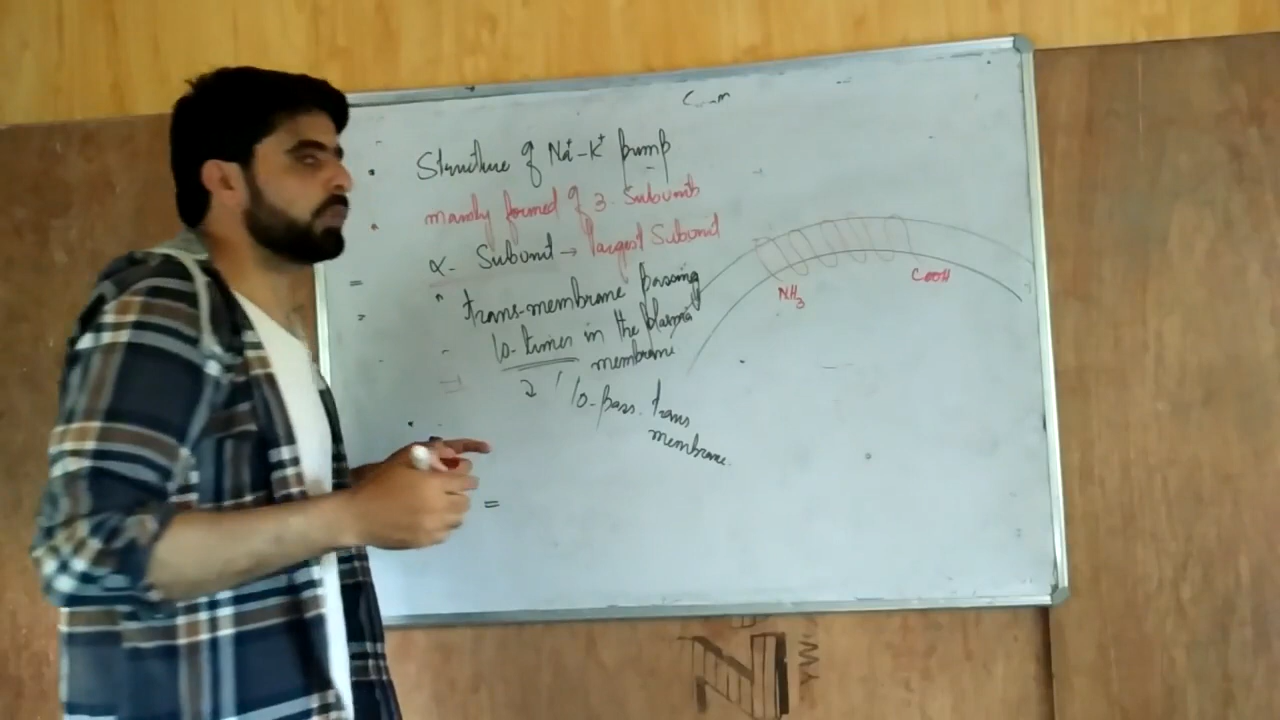 Structure of Na+-K+ pump
mainly formed of 3 Subunits
α- Subunit → largest Subunit
trans-membrane passing
10-times in the plasma
membrane
10-pass. trans
membrane.
NH3
COOH